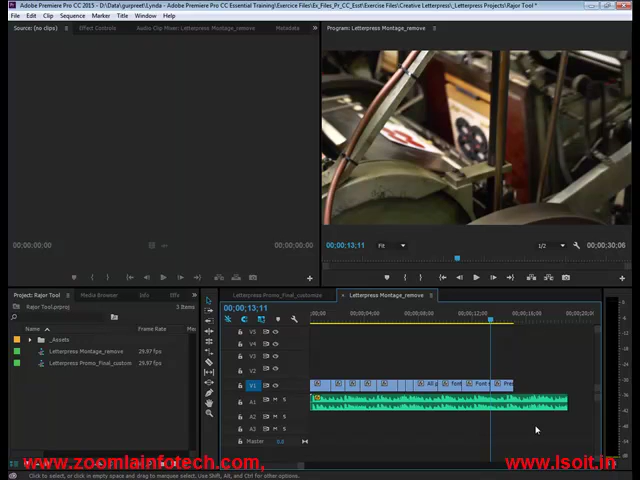 Adobe Premiere Pro CC 2015 - D:\Data\gurpreet\Lynda - Adobe Premiere Pro CC Essential Training\Exercice Files\Ex_Files_Pr_CC_Esst\Exercise Files\Creative Letterpress\_Letterpress Projects\Rajor Tool *
File Edit Clip Sequence Marker Title Window Help
Source: (no clips) Effect Controls Audio Clip Mixer: Letterpress Montage_remove Metadata
Program: Letterpress Montage_remove
00;00;00;00 00;00;00;00
00;00;13;11 Fit 1/2 00;00;30;06
Project: Rajor Tool Media Browser Info Effe
Letterpress Promo_Final_customize × Letterpress Montage_remove
Rajor Tool.prproj 3 Items
00;00;13;11
Name Frame Rate
;00;00 00;00;04;00 00;00;08;00 00;00;12;00 00;00;16;00 00;00;20;00
_Assets
Letterpress Montage_remove 29.97 fps
Letterpress Promo_Final_custom 29.97 fps
V5
V4
V3
V2
V1 All p font Font Pres
A1 M S
A2 M S
A3 M S
Master 0.0
www.zoomlainfotech.com, www.lsoit.in
Click to select, or click in empty space and drag to marquee select. Use Shift, Alt, and Ctrl for other options.